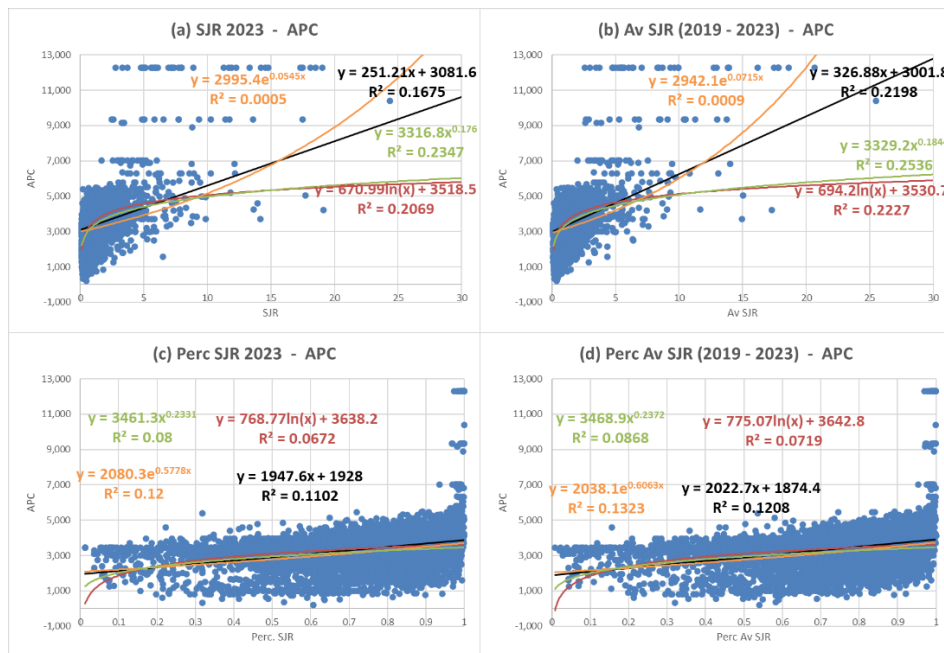 (a) SJR 2023 - APC
13,000
11,000
9,000
7,000
5,000
3,000
1,000
-1,000
APC
0 5 10 15 20 25 30
SJR
y = 2995.4e^0.0545x
R² = 0.0005
y = 251.21x + 3081.6
R² = 0.1675
y = 3316.8x^0.176
R² = 0.2347
y = 670.99ln(x) + 3518.5
R² = 0.2069
(b) Av SJR (2019 - 2023) - APC
13,000
11,000
9,000
7,000
5,000
3,000
1,000
-1,000
APC
0 5 10 15 20 25 30
Av SJR
y = 2942.1e^0.0715x
R² = 0.0009
y = 326.88x + 3001.8
R² = 0.2198
y = 3329.2x^0.184
R² = 0.2536
y = 694.2ln(x) + 3530.7
R² = 0.2227
(c) Perc SJR 2023 - APC
13,000
11,000
9,000
7,000
5,000
3,000
1,000
-1,000
APC
0 0.1 0.2 0.3 0.4 0.5 0.6 0.7 0.8 0.9 1
Perc. SJR
y = 3461.3x^0.2331
R² = 0.08
y = 768.77ln(x) + 3638.2
R² = 0.0672
y = 2080.3e^0.5778x
R² = 0.12
y = 1947.6x + 1928
R² = 0.1102
(d) Perc Av SJR (2019 - 2023) - APC
13,000
11,000
9,000
7,000
5,000
3,000
1,000
-1,000
APC
0 0.1 0.2 0.3 0.4 0.5 0.6 0.7 0.8 0.9 1
Perc Av SJR
y = 3468.9x^0.2372
R² = 0.0868
y = 775.07ln(x) + 3642.8
R² = 0.0719
y = 2038.1e^0.6063x
R² = 0.1323
y = 2022.7x + 1874.4
R² = 0.1208